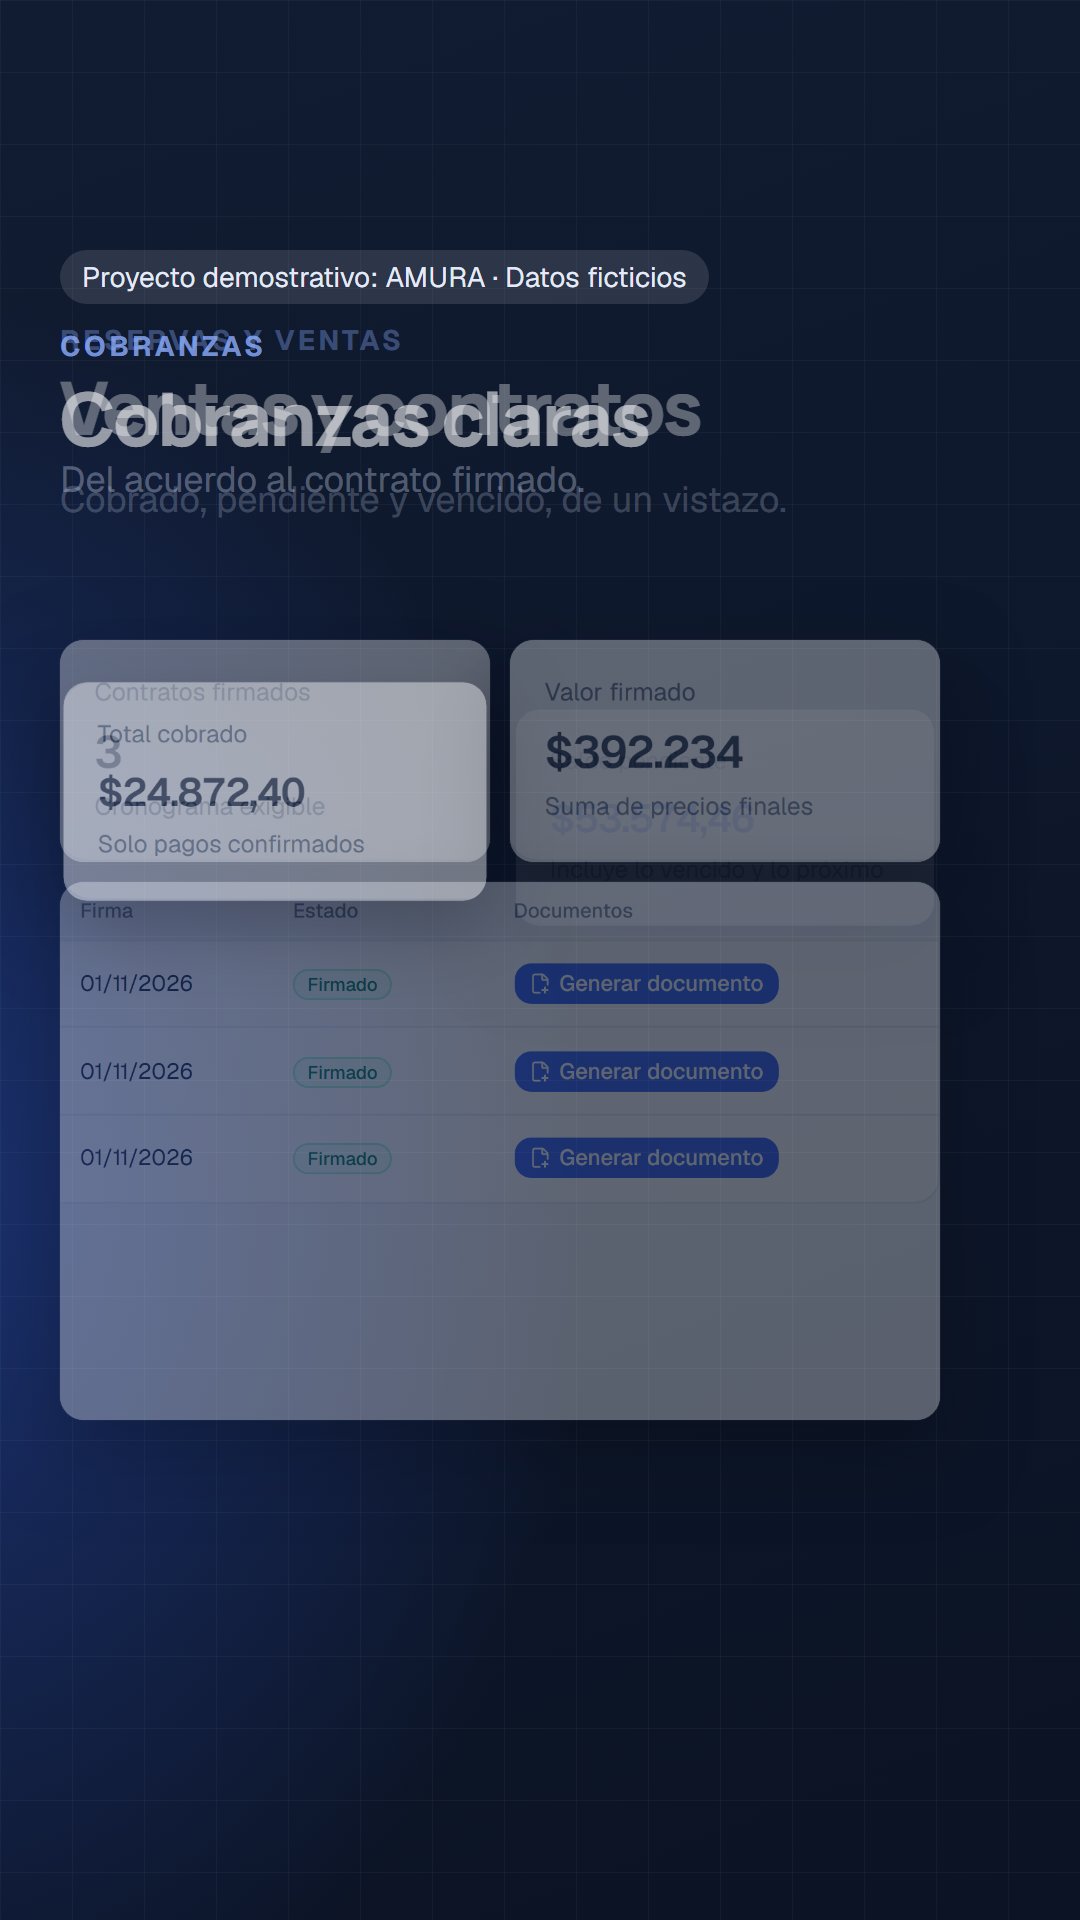 Proyecto demostrativo: AMURA · Datos ficticios
RESERVAS Y VENTAS
COBRANZAS
Ventas y contratos
Cobranzas claras
Del acuerdo al contrato firmado.
Cobrado, pendiente y vencido, de un vistazo.
Contratos firmados
3
Cronograma exigible
Total cobrado
$24.872,40
Solo pagos confirmados
Valor firmado
$392.234
Suma de precios finales
$53.574,46
Incluye lo vencido y lo próximo
Firma Estado Documentos
01/11/2026 Firmado Generar documento
01/11/2026 Firmado Generar documento
01/11/2026 Firmado Generar documento